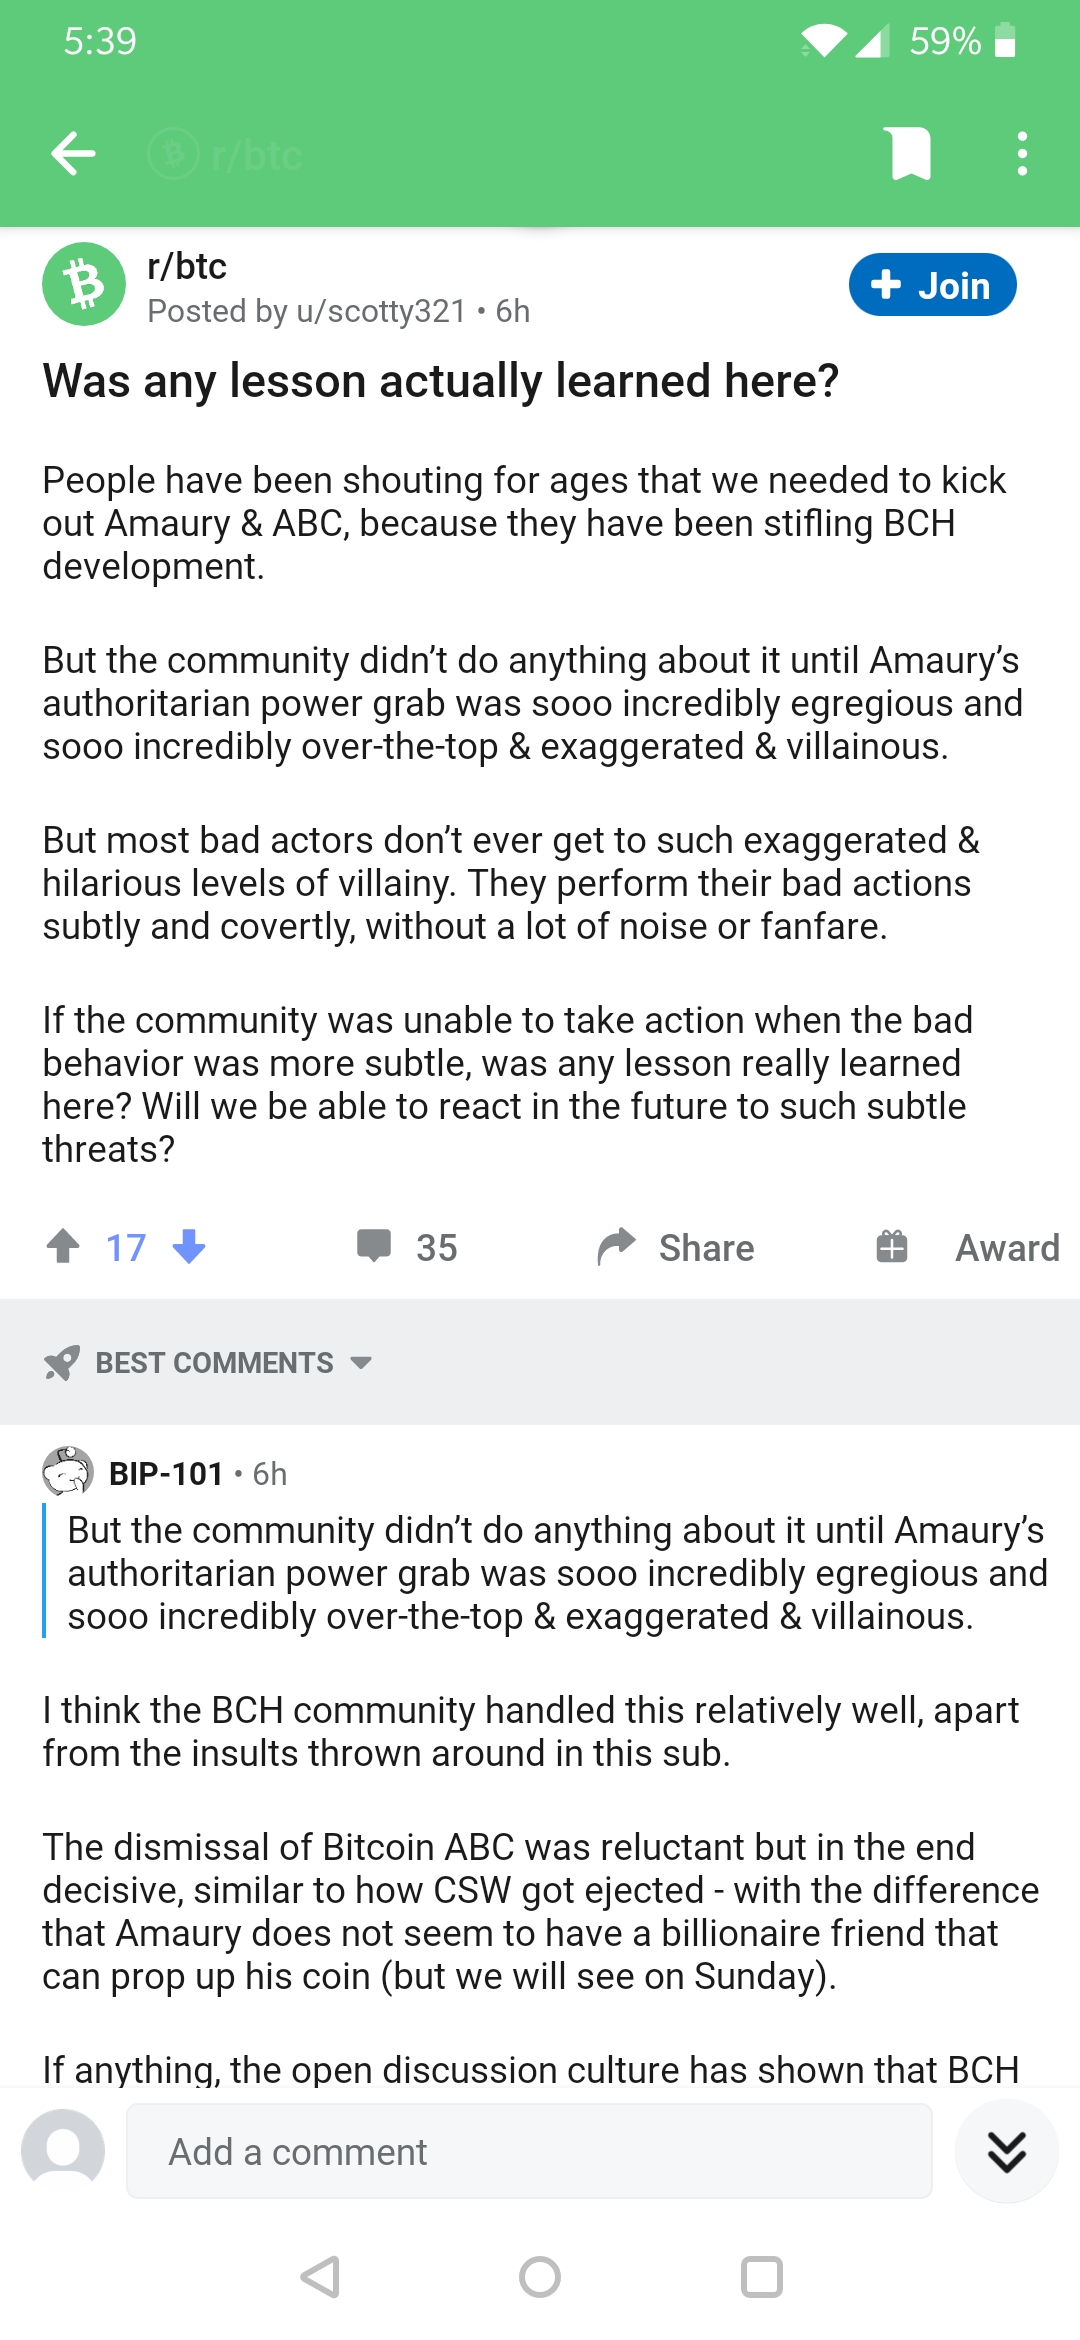 5:39
59%
r/btc
r/btc
Posted by u/scotty321 • 6h
+ Join
Was any lesson actually learned here?
People have been shouting for ages that we needed to kick
out Amaury & ABC, because they have been stifling BCH
development.
But the community didn’t do anything about it until Amaury’s
authoritarian power grab was sooo incredibly egregious and
sooo incredibly over-the-top & exaggerated & villainous.
But most bad actors don’t ever get to such exaggerated &
hilarious levels of villainy. They perform their bad actions
subtly and covertly, without a lot of noise or fanfare.
If the community was unable to take action when the bad
behavior was more subtle, was any lesson really learned
here? Will we be able to react in the future to such subtle
threats?
17
35
Share
Award
BEST COMMENTS
BIP-101 • 6h
But the community didn’t do anything about it until Amaury’s
authoritarian power grab was sooo incredibly egregious and
sooo incredibly over-the-top & exaggerated & villainous.
I think the BCH community handled this relatively well, apart
from the insults thrown around in this sub.
The dismissal of Bitcoin ABC was reluctant but in the end
decisive, similar to how CSW got ejected - with the difference
that Amaury does not seem to have a billionaire friend that
can prop up his coin (but we will see on Sunday).
If anything, the open discussion culture has shown that BCH
Add a comment